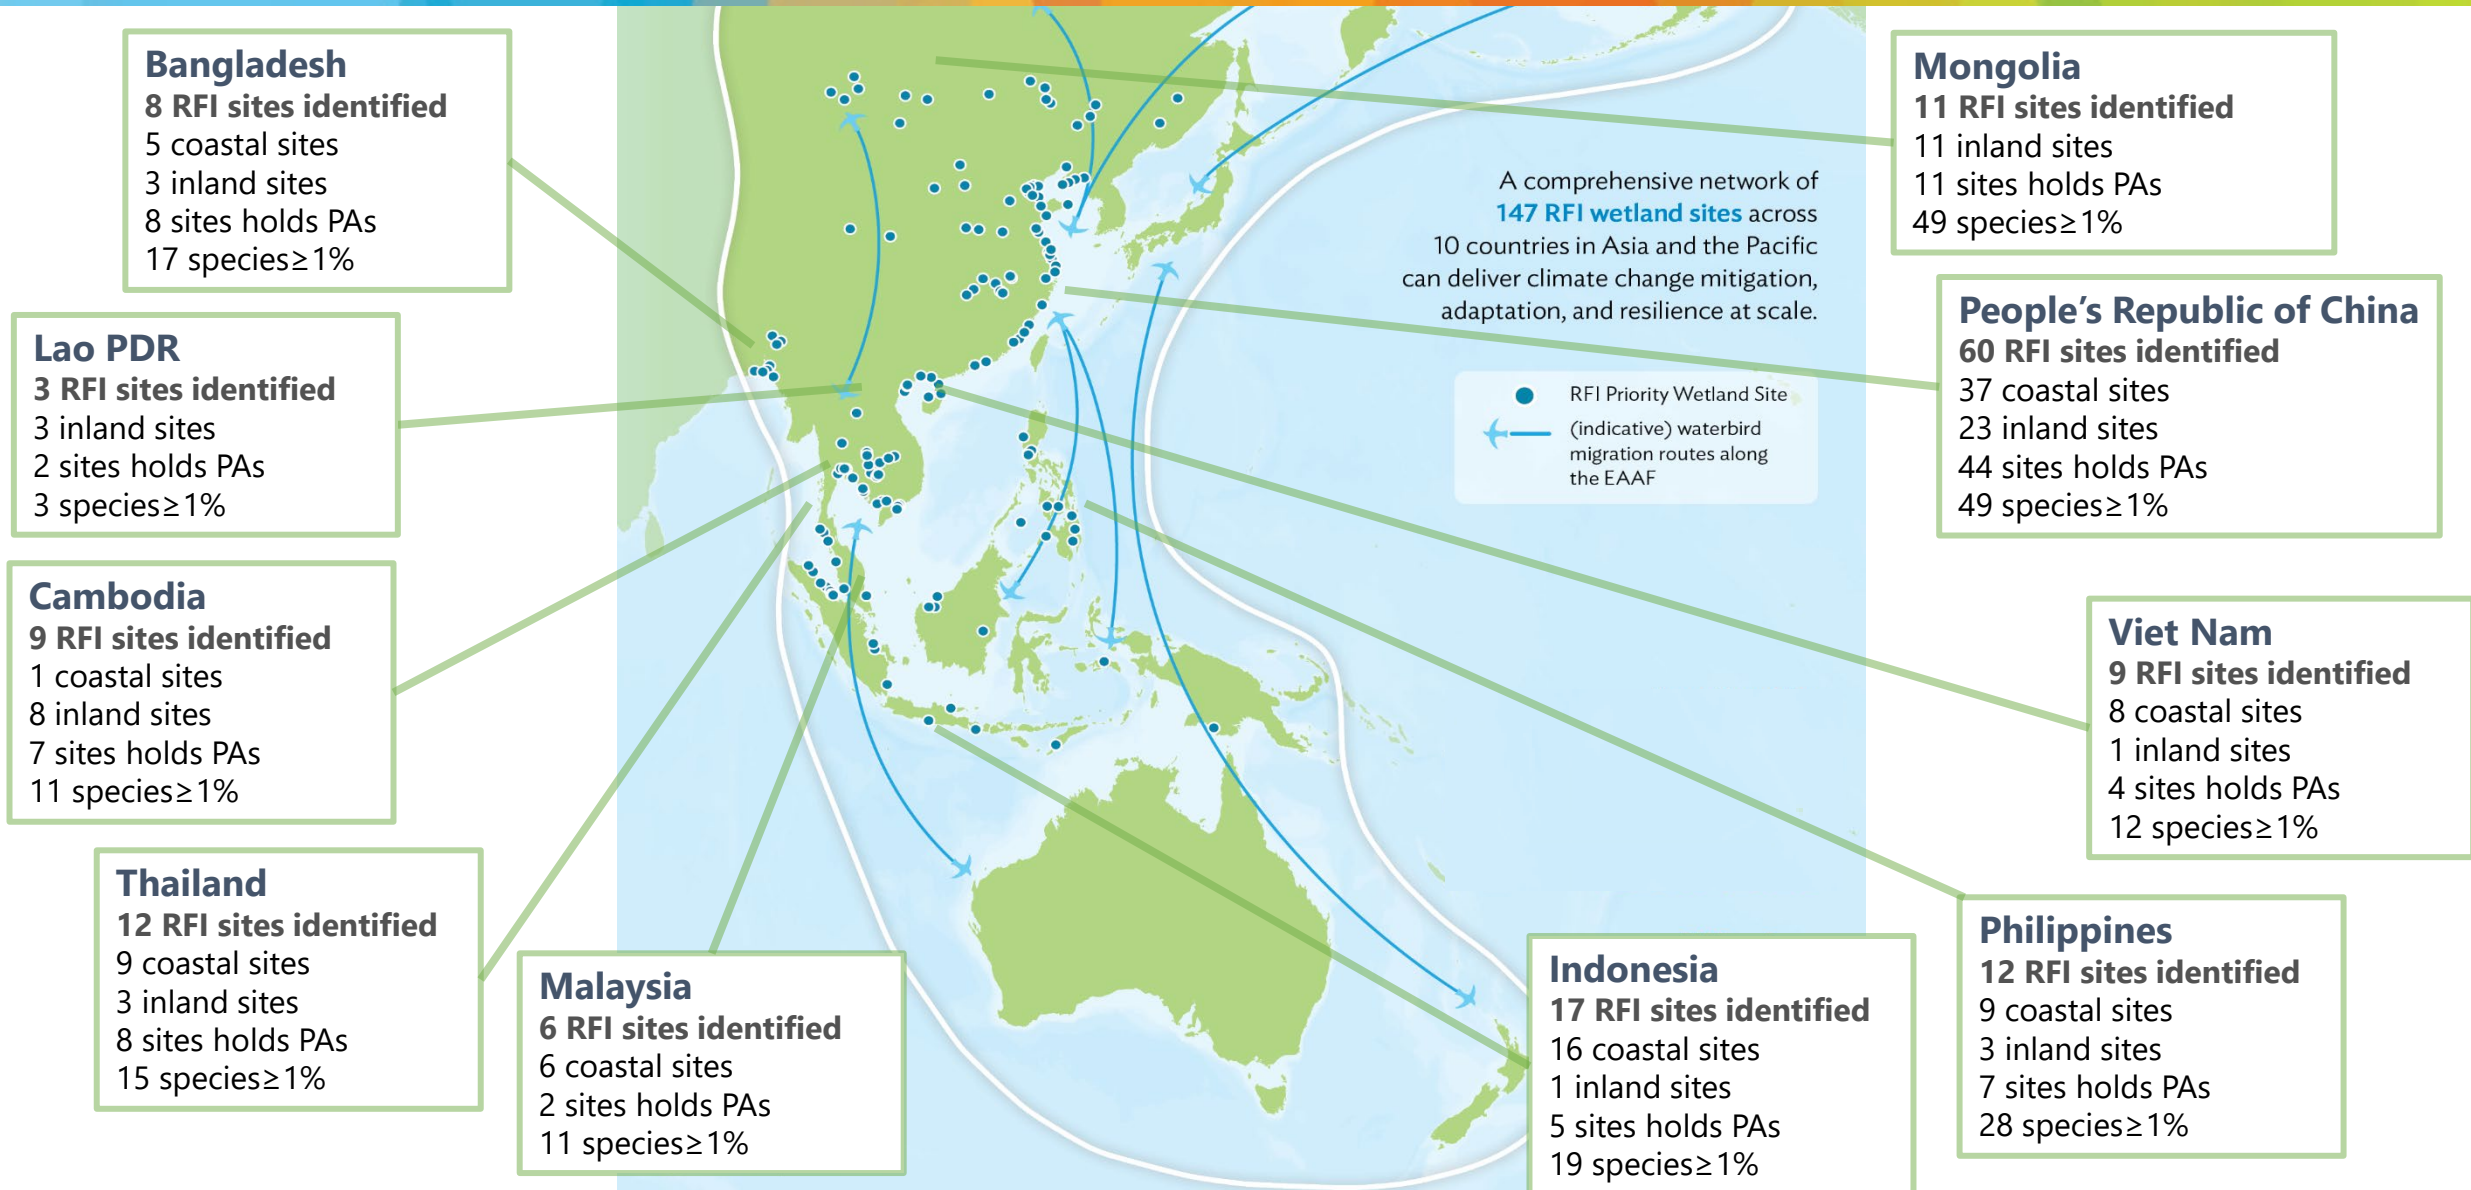 Bangladesh
8 RFI sites identified
5 coastal sites
3 inland sites
8 sites holds PAs
17 species≥1%
Lao PDR
3 RFI sites identified
3 inland sites
2 sites holds PAs
3 species≥1%
Cambodia
9 RFI sites identified
1 coastal sites
8 inland sites
7 sites holds PAs
11 species≥1%
Thailand
12 RFI sites identified
9 coastal sites
3 inland sites
8 sites holds PAs
15 species≥1%
Malaysia
6 RFI sites identified
6 coastal sites
2 sites holds PAs
11 species≥1%
A comprehensive network of
147 RFI wetland sites across
10 countries in Asia and the Pacific
can deliver climate change mitigation,
adaptation, and resilience at scale.
RFI Priority Wetland Site
(indicative) waterbird
migration routes along
the EAAF
Mongolia
11 RFI sites identified
11 inland sites
11 sites holds PAs
49 species≥1%
People's Republic of China
60 RFI sites identified
37 coastal sites
23 inland sites
44 sites holds PAs
49 species≥1%
Viet Nam
9 RFI sites identified
8 coastal sites
1 inland sites
4 sites holds PAs
12 species≥1%
Philippines
12 RFI sites identified
9 coastal sites
3 inland sites
7 sites holds PAs
28 species≥1%
Indonesia
17 RFI sites identified
16 coastal sites
1 inland sites
5 sites holds PAs
19 species≥1%